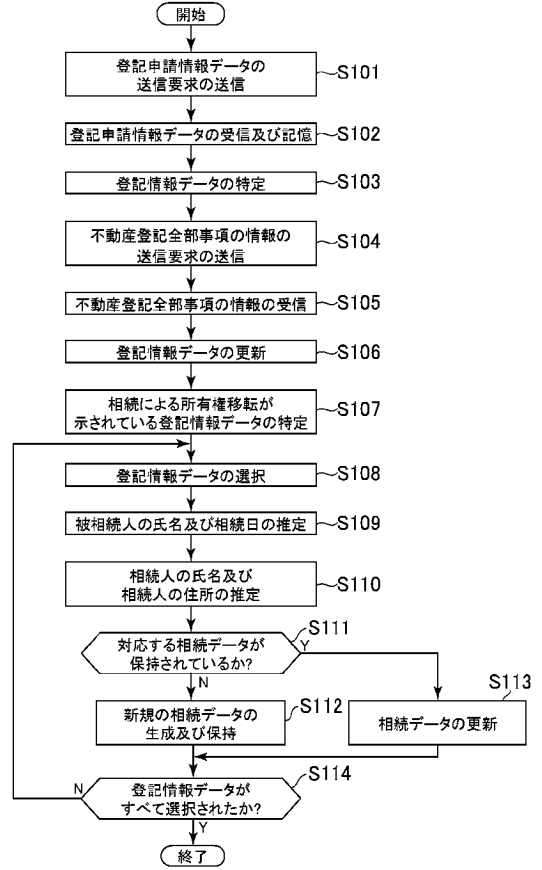 開始
登記申請情報データの
送信要求の送信
S101
登記申請情報データの受信及び記憶
S102
登記情報データの特定
S103
不動産登記全部事項の情報の
送信要求の送信
S104
不動産登記全部事項の情報の受信
S105
登記情報データの更新
S106
相続による所有権移転が
示されている登記情報データの特定
S107
登記情報データの選択
S108
被相続人の氏名及び相続日の推定
S109
相続人の氏名及び
相続人の住所の推定
S110
対応する相続データが
保持されているか?
S111
Y
N
新規の相続データの
生成及び保持
S112
相続データの更新
S113
登記情報データが
すべて選択されたか?
S114
N
Y
終了